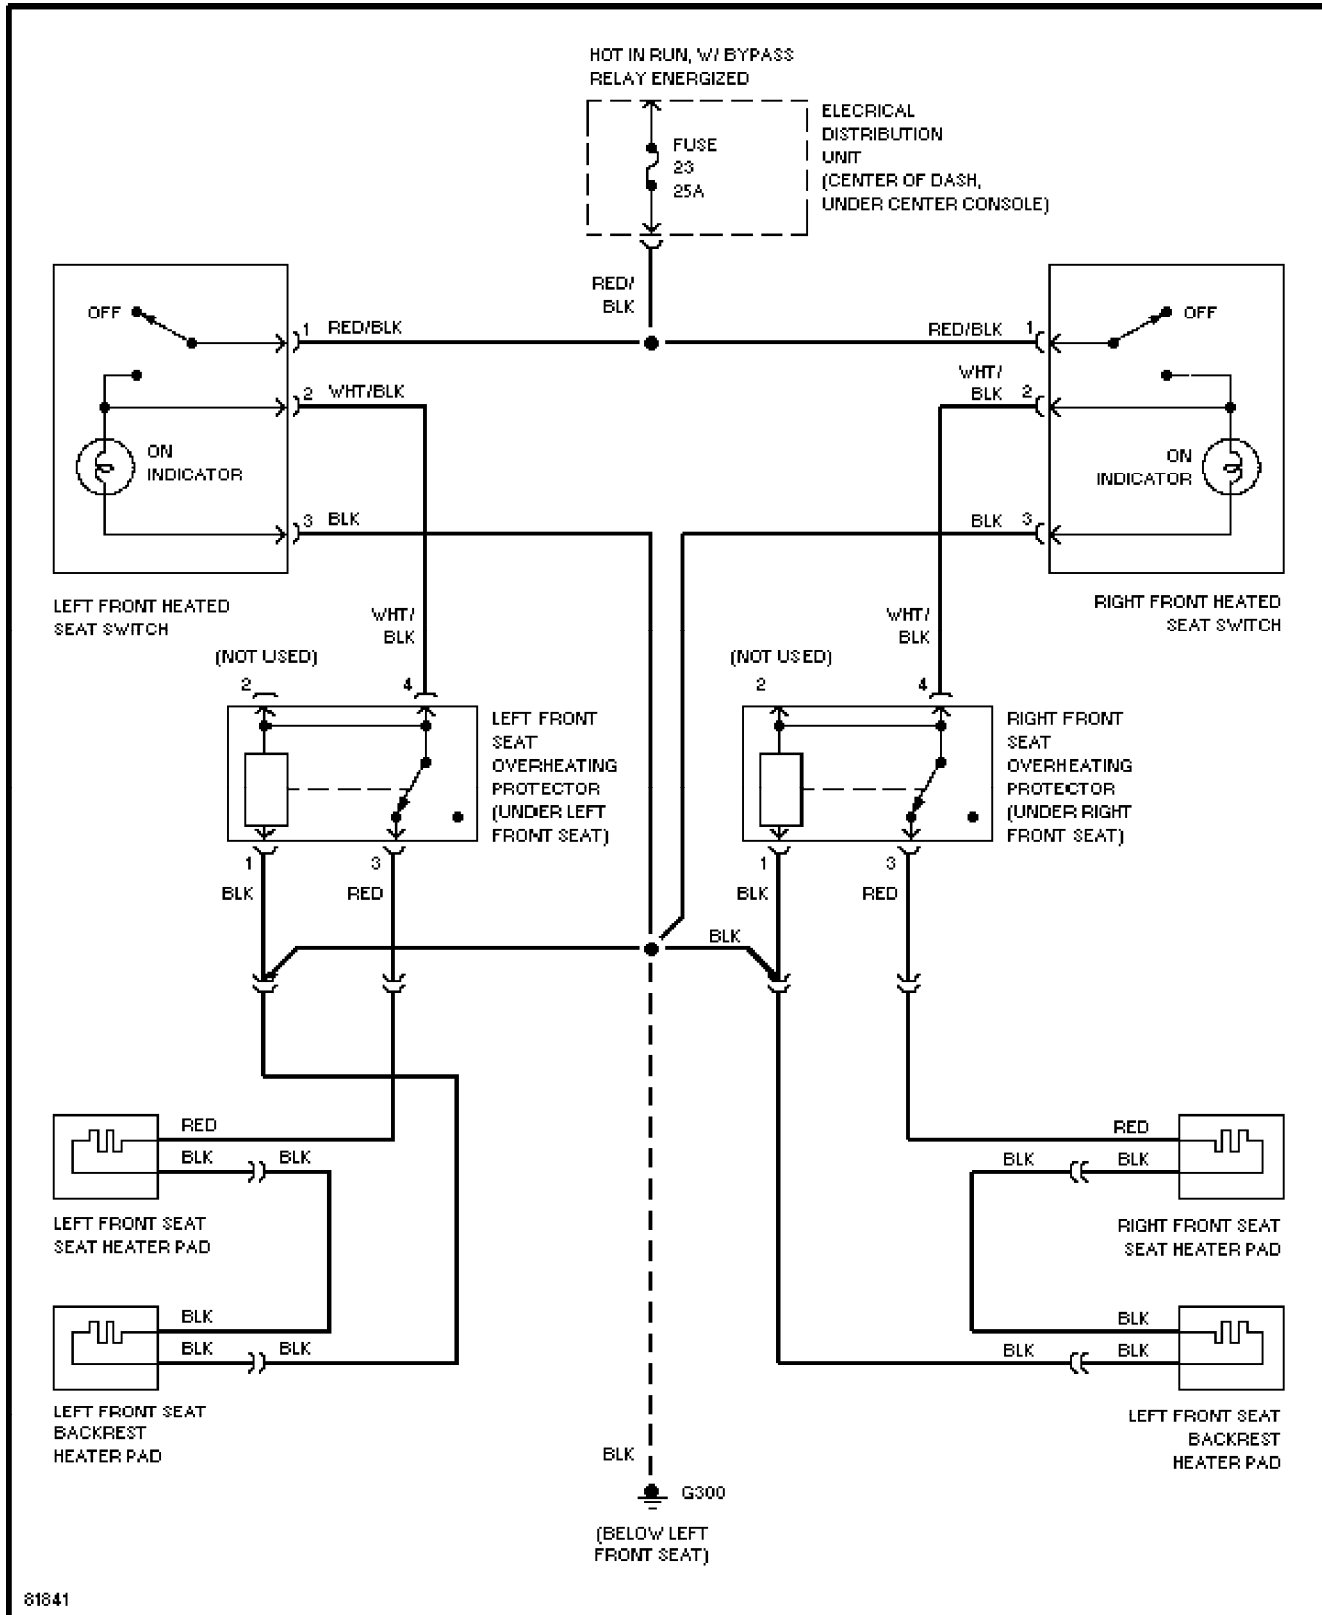 HOT IN RUN, W/ BYPASS
RELAY ENERGIZED
ELECRICAL
DISTRIBUTION
UNIT
(CENTER OF DASH,
UNDER CENTER CONSOLE)
FUSE
23
25A
RED/
BLK
OFF
1 RED/BLK
RED/BLK 1
OFF
2 WHT/BLK
WHT/
BLK 2
ON
INDICATOR
ON
INDICATOR
3 BLK
BLK 3
LEFT FRONT HEATED
SEAT SWITCH
RIGHT FRONT HEATED
SEAT SWITCH
WHT/
BLK
WHT/
BLK
(NOT USED)
2 4
(NOT USED)
2 4
LEFT FRONT
SEAT
OVERHEATING
PROTECTOR
(UNDER LEFT
FRONT SEAT)
RIGHT FRONT
SEAT
OVERHEATING
PROTECTOR
(UNDER RIGHT
FRONT SEAT)
1 3
BLK RED
1 3
BLK RED
BLK
RED
BLK BLK
LEFT FRONT SEAT
SEAT HEATER PAD
RED
BLK BLK
RIGHT FRONT SEAT
SEAT HEATER PAD
BLK
BLK BLK
LEFT FRONT SEAT
BACKREST
HEATER PAD
BLK
BLK BLK
LEFT FRONT SEAT
BACKREST
HEATER PAD
BLK
G300
(BELOW LEFT
FRONT SEAT)
81841